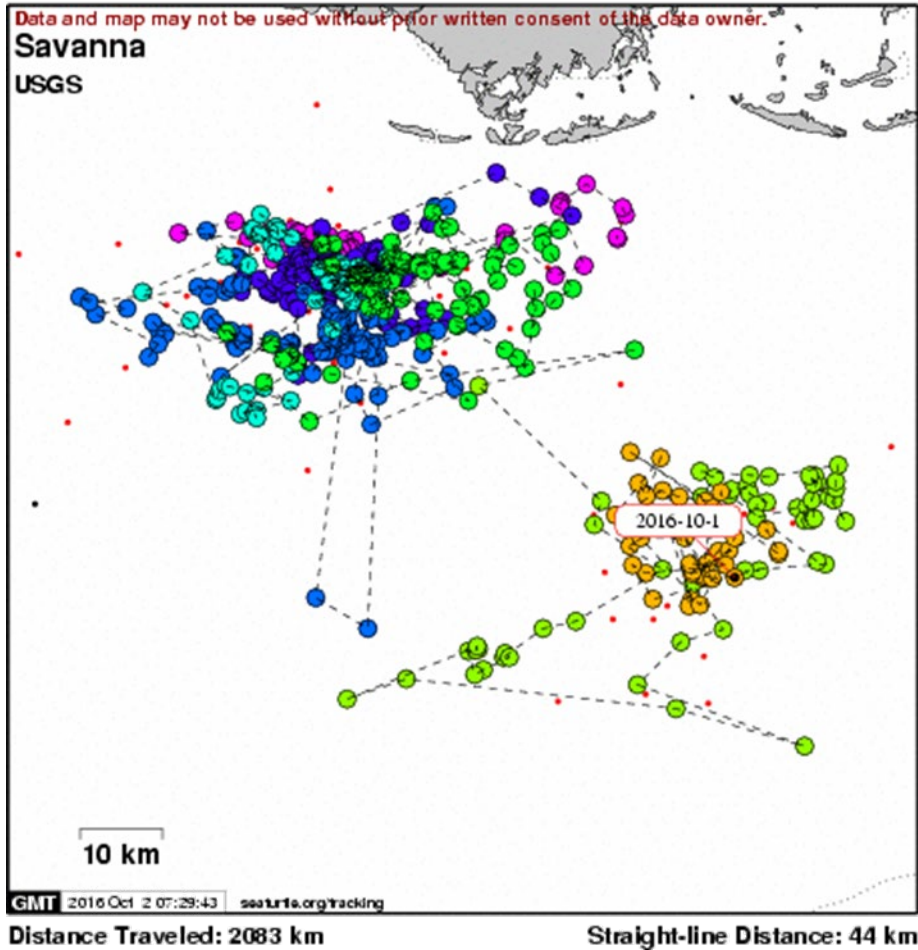 Data and map may not be used without prior written consent of the data owner.
Savanna
USGS
2016-10-1
10 km
GMT 2016 Oct 2 07:29:43 seaturtle.org/tracking
Distance Traveled: 2083 km Straight-line Distance: 44 km